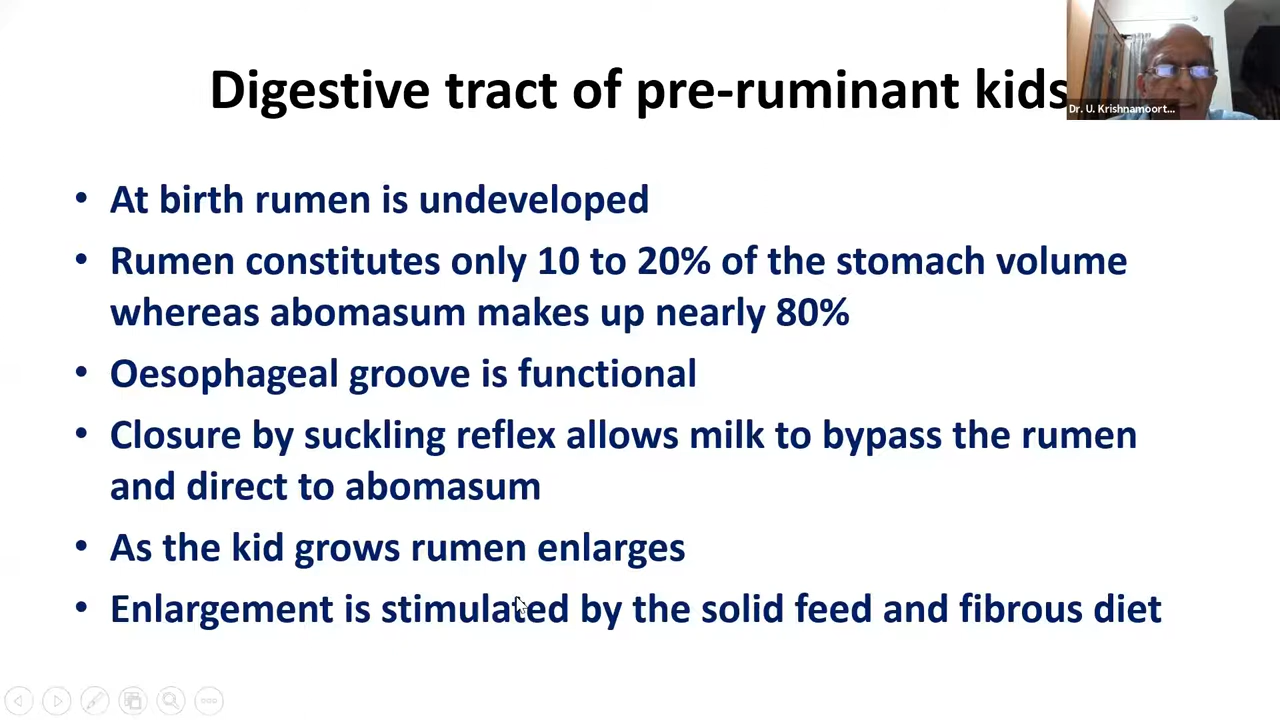 Digestive tract of pre-ruminant kids
Dr. U. Krishnamoort...
• At birth rumen is undeveloped
• Rumen constitutes only 10 to 20% of the stomach volume
whereas abomasum makes up nearly 80%
• Oesophageal groove is functional
• Closure by suckling reflex allows milk to bypass the rumen
and direct to abomasum
• As the kid grows rumen enlarges
• Enlargement is stimulated by the solid feed and fibrous diet